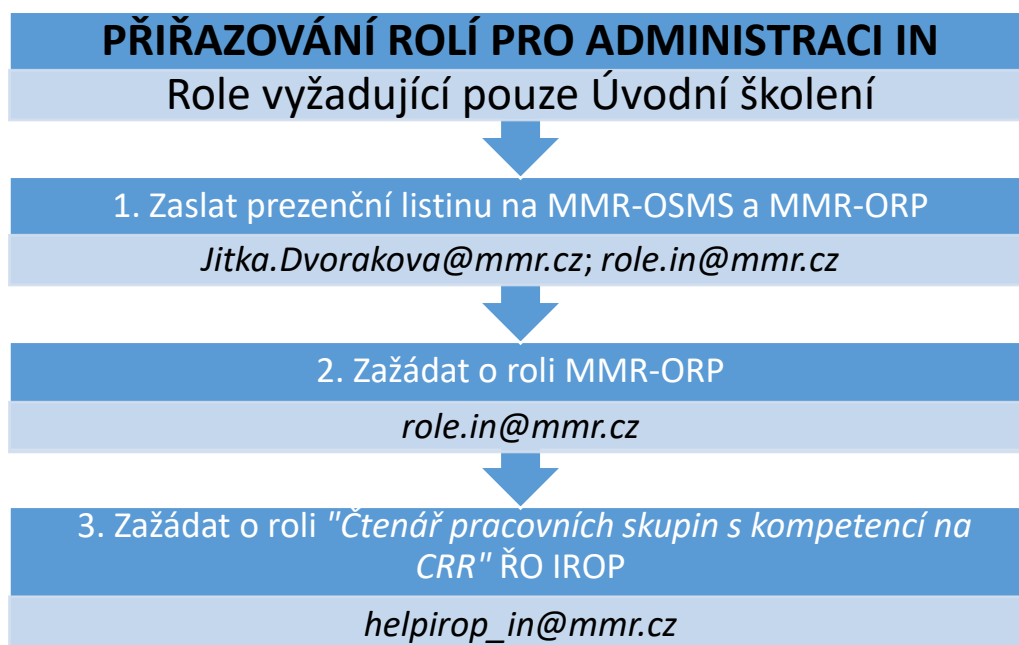 PŘIŘAZOVÁNÍ ROLÍ PRO ADMINISTRACI IN
Role vyžadující pouze Úvodní školení
1. Zaslat prezenční listinu na MMR-OSMS a MMR-ORP
Jitka.Dvorakova@mmr.cz; role.in@mmr.cz
2. Zažádat o roli MMR-ORP
role.in@mmr.cz
3. Zažádat o roli "Čtenář pracovních skupin s kompetencí na
CRR" ŘO IROP
helpirop_in@mmr.cz